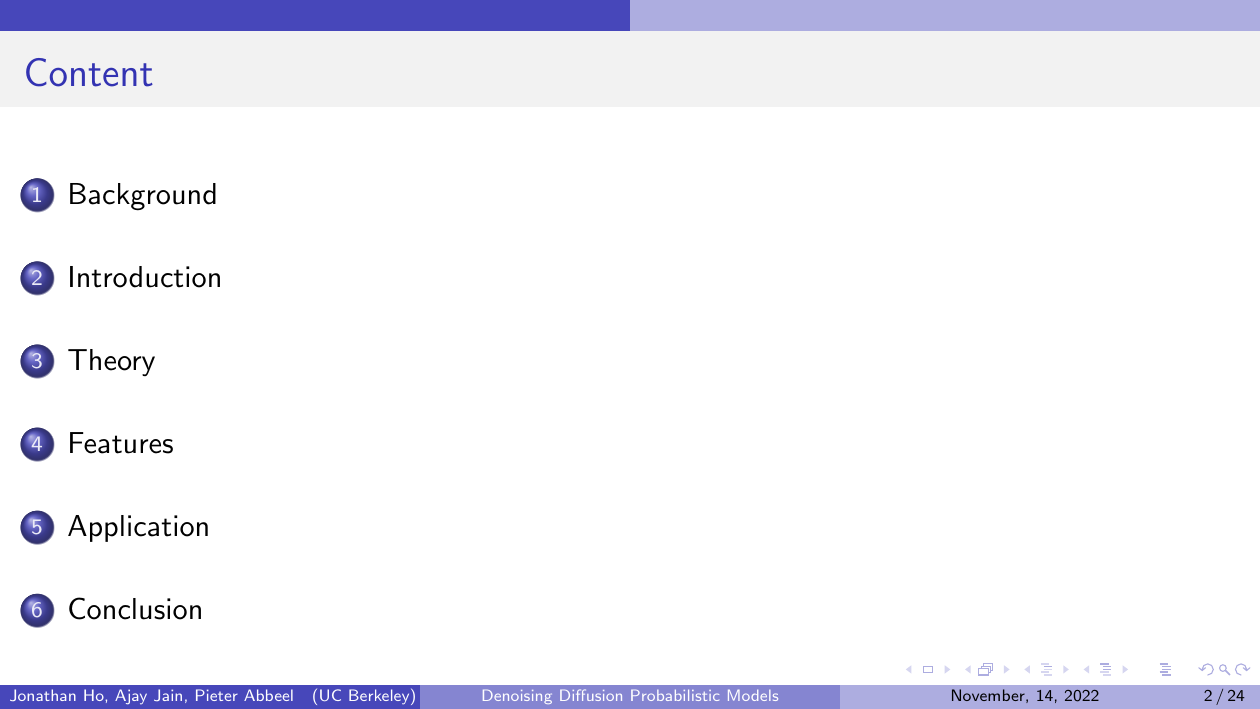 Content
1 Background
2 Introduction
3 Theory
4 Features
5 Application
6 Conclusion
Jonathan Ho, Ajay Jain, Pieter Abbeel (UC Berkeley) Denoising Diffusion Probabilistic Models November, 14, 2022 2 / 24